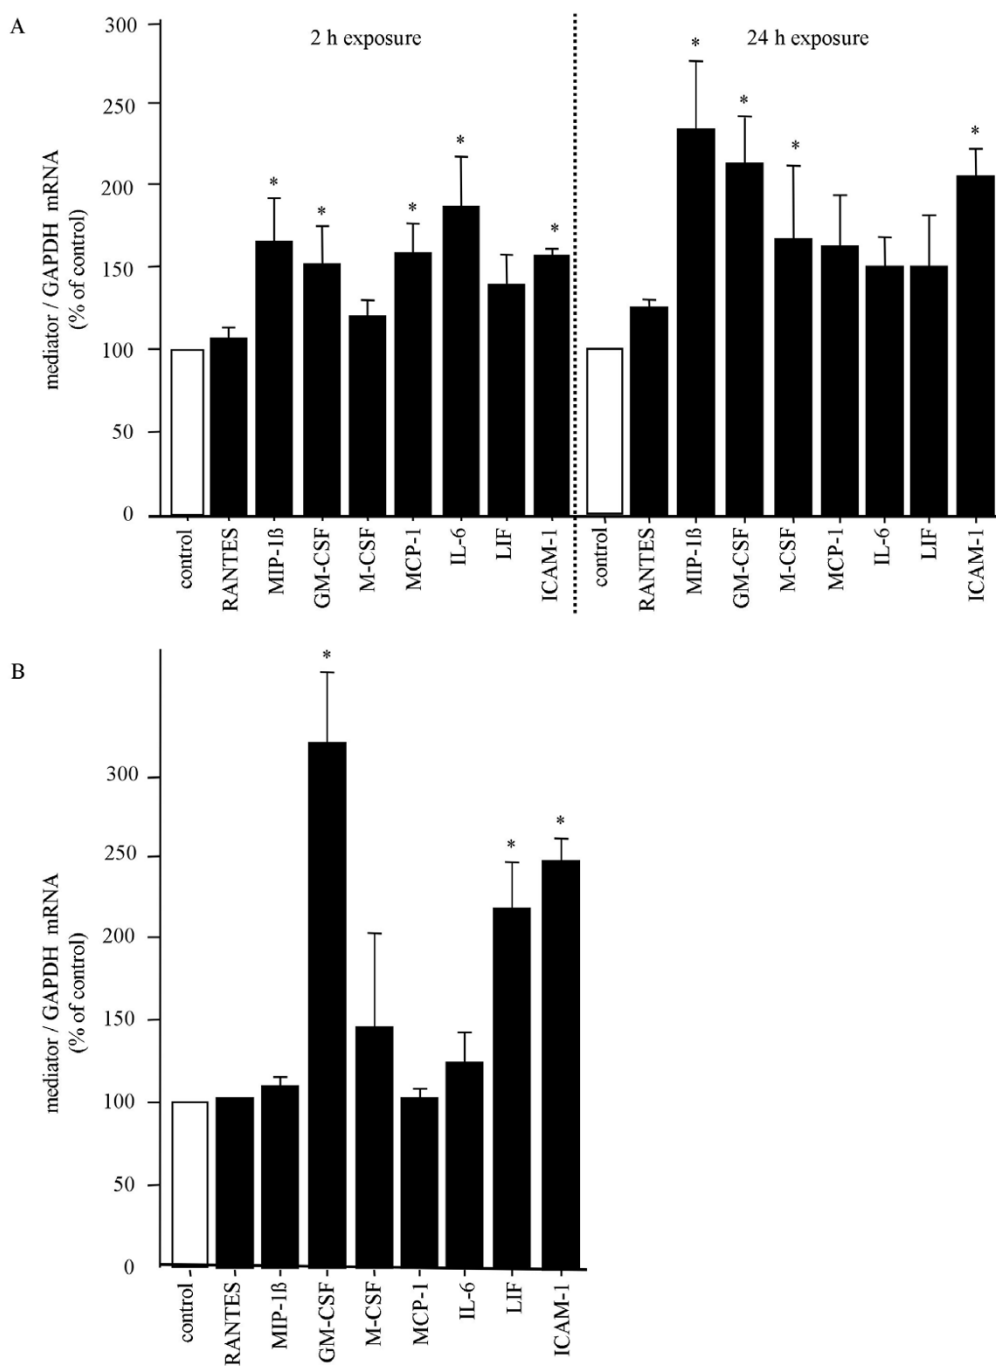 A
2 h exposure
24 h exposure
300
250
200
150
100
50
0
mediator / GAPDH mRNA
(% of control)
*
*
*
*
*
*
*
*
*
control
RANTES
MIP-1ß
GM-CSF
M-CSF
MCP-1
IL-6
LIF
ICAM-1
control
RANTES
MIP-1ß
GM-CSF
M-CSF
MCP-1
IL-6
LIF
ICAM-1
B
300
250
200
150
100
50
0
mediator / GAPDH mRNA
(% of control)
*
*
*
control
RANTES
MIP-1ß
GM-CSF
M-CSF
MCP-1
IL-6
LIF
ICAM-1